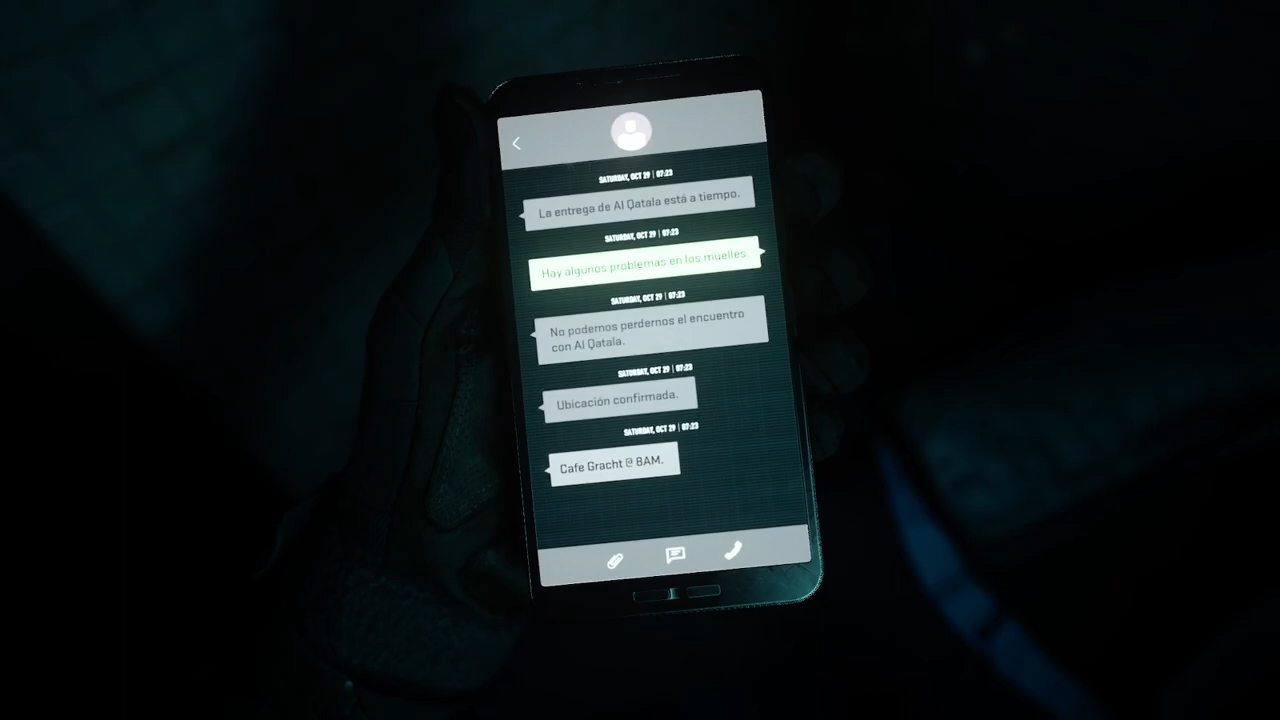 SATURDAY, OCT 29 | 07:23
La entrega de Al Qatala está a tiempo.
SATURDAY, OCT 29 | 07:23
Hay algunos problemas en los muelles.
SATURDAY, OCT 29 | 07:23
No podemos perdernos el encuentro
con Al Qatala.
SATURDAY, OCT 29 | 07:23
Ubicación confirmada.
SATURDAY, OCT 29 | 07:23
Cafe Gracht @ 8AM.